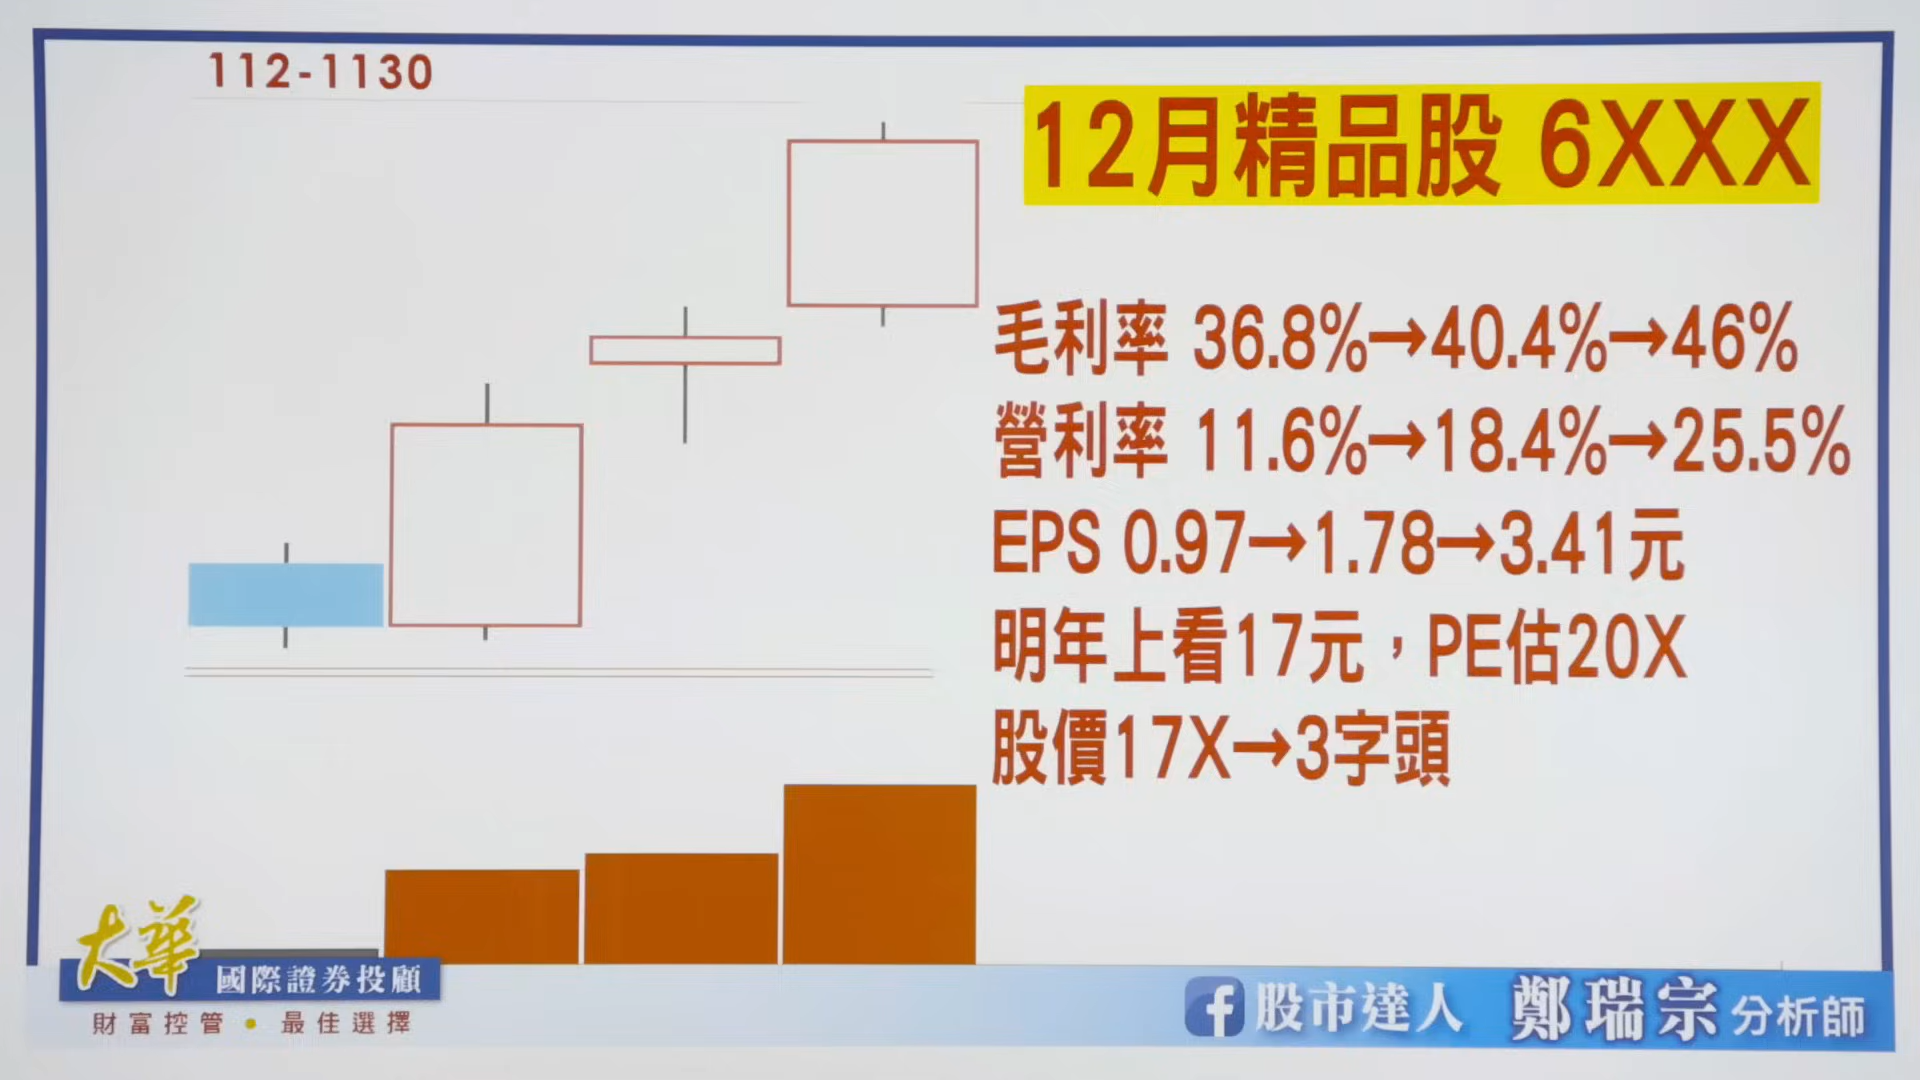 112-1130
12月精品股 6XXX
毛利率 36.8%→40.4%→46%
營利率 11.6%→18.4%→25.5%
EPS 0.97→1.78→3.41元
明年上看17元，PE估20X
股價17X→3字頭
大華
國際證券投顧
財富控管•最佳選擇
f 股市達人 鄭瑞宗 分析師